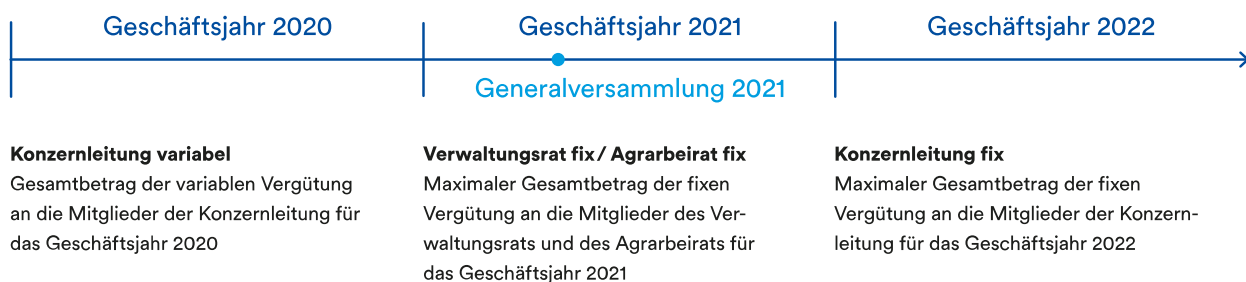 Geschäftsjahr 2020
Geschäftsjahr 2021
Geschäftsjahr 2022
Generalversammlung 2021
Konzernleitung variabel
Gesamtbetrag der variablen Vergütung
an die Mitglieder der Konzernleitung für
das Geschäftsjahr 2020
Verwaltungsrat fix / Agrarbeirat fix
Maximaler Gesamtbetrag der fixen
Vergütung an die Mitglieder des Ver-
waltungsrats und des Agrarbeirats für
das Geschäftsjahr 2021
Konzernleitung fix
Maximaler Gesamtbetrag der fixen
Vergütung an die Mitglieder der Konzern-
leitung für das Geschäftsjahr 2022